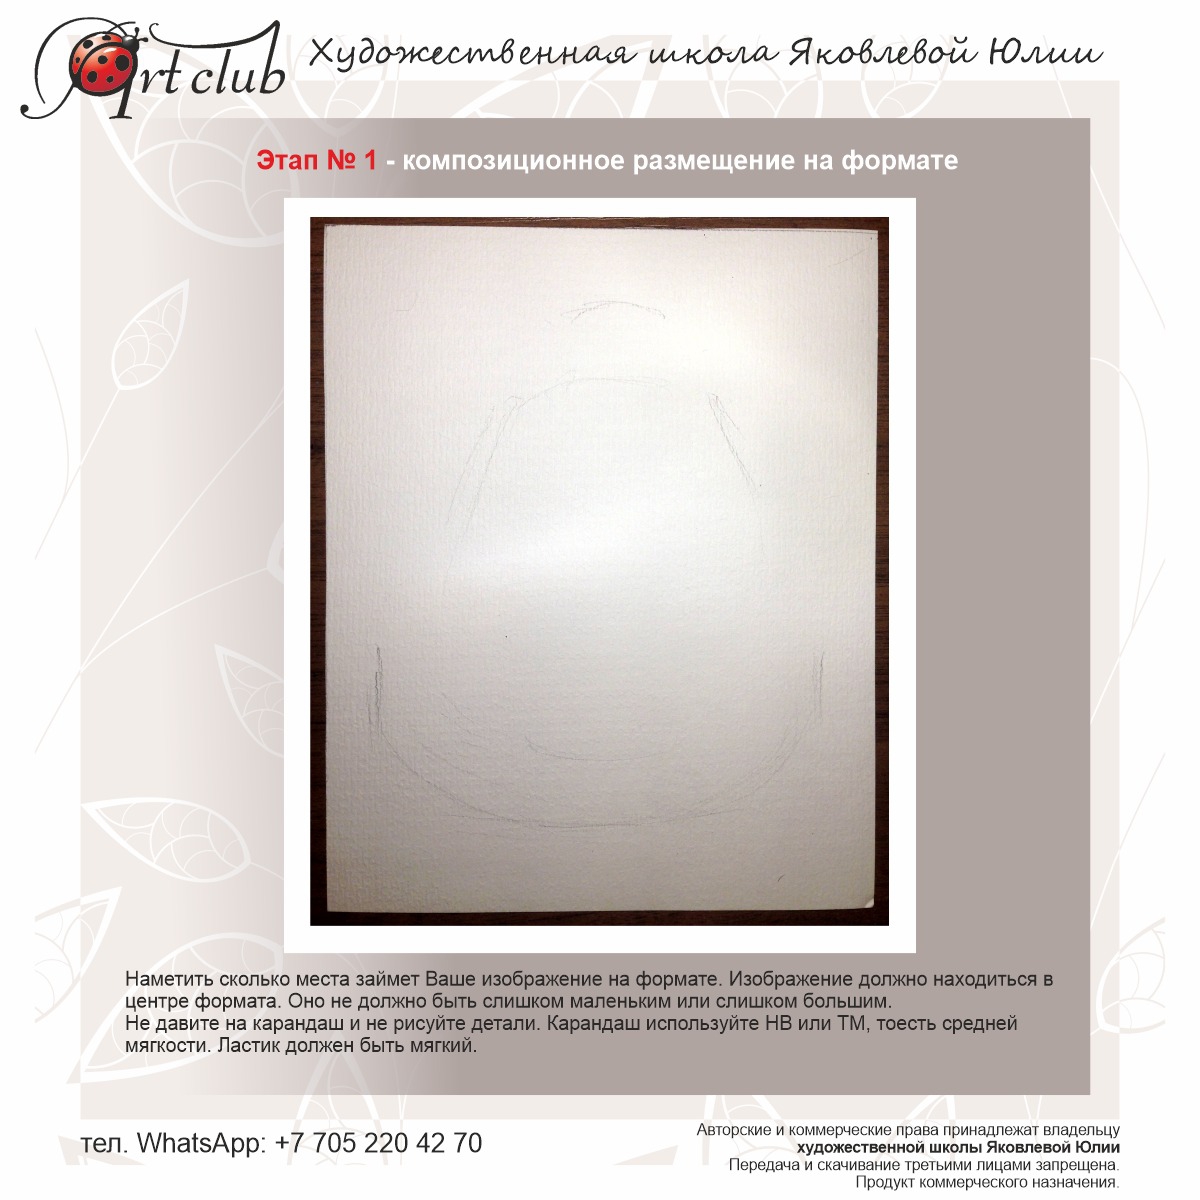 Art club
Художественная школа Яковлевой Юлии
Этап № 1 - композиционное размещение на формате
Наметить сколько места займет Ваше изображение на формате. Изображение должно находиться в
центре формата. Оно не должно быть слишком маленьким или слишком большим.
Не давите на карандаш и не рисуйте детали. Карандаш используйте НВ или ТМ, тоесть средней
мягкости. Ластик должен быть мягкий.
тел. WhatsApp: +7 705 220 42 70
Авторские и коммерческие права принадлежат владельцу
художественной школы Яковлевой Юлии
Передача и скачивание третьими лицами запрещена.
Продукт коммерческого назначения.